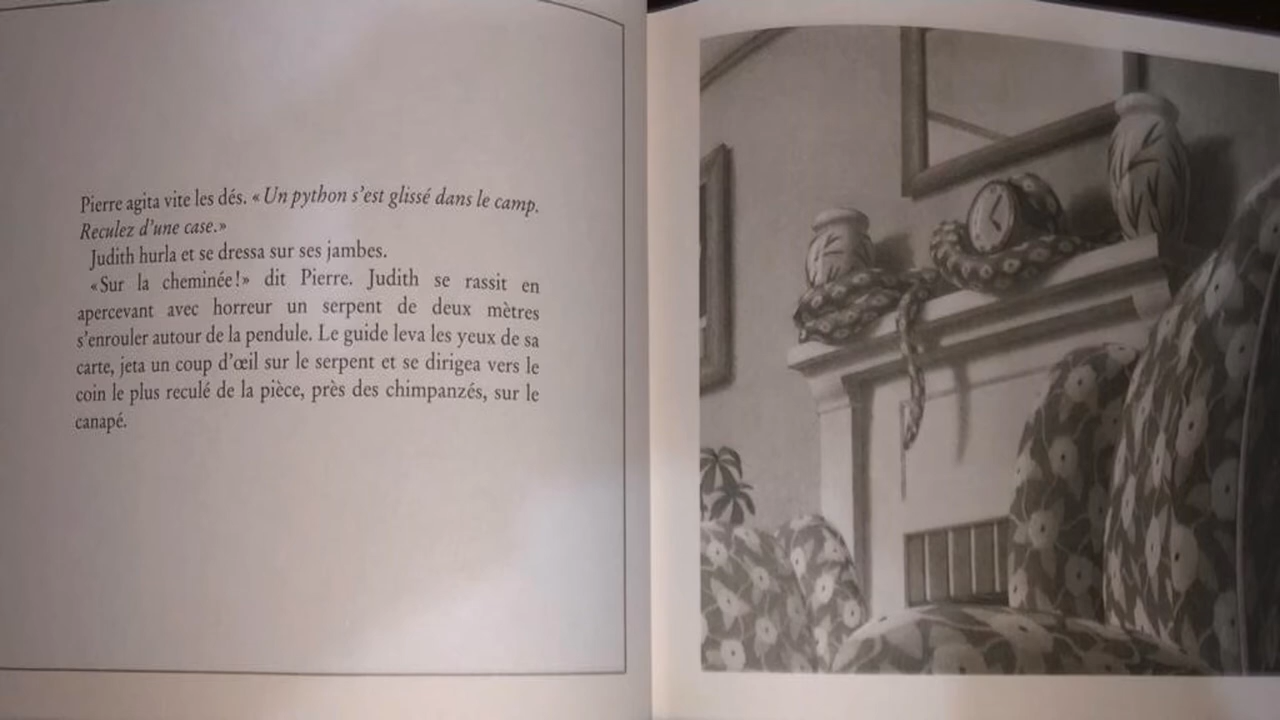 Pierre agita vite les dés. « Un python s'est glissé dans le camp.
Reculez d'une case.»
Judith hurla et se dressa sur ses jambes.
«Sur la cheminée!» dit Pierre. Judith se rassit en
apercevant avec horreur un serpent de deux mètres
s'enrouler autour de la pendule. Le guide leva les yeux de sa
carte, jeta un coup d'œil sur le serpent et se dirigea vers le
coin le plus reculé de la pièce, près des chimpanzés, sur le
canapé.